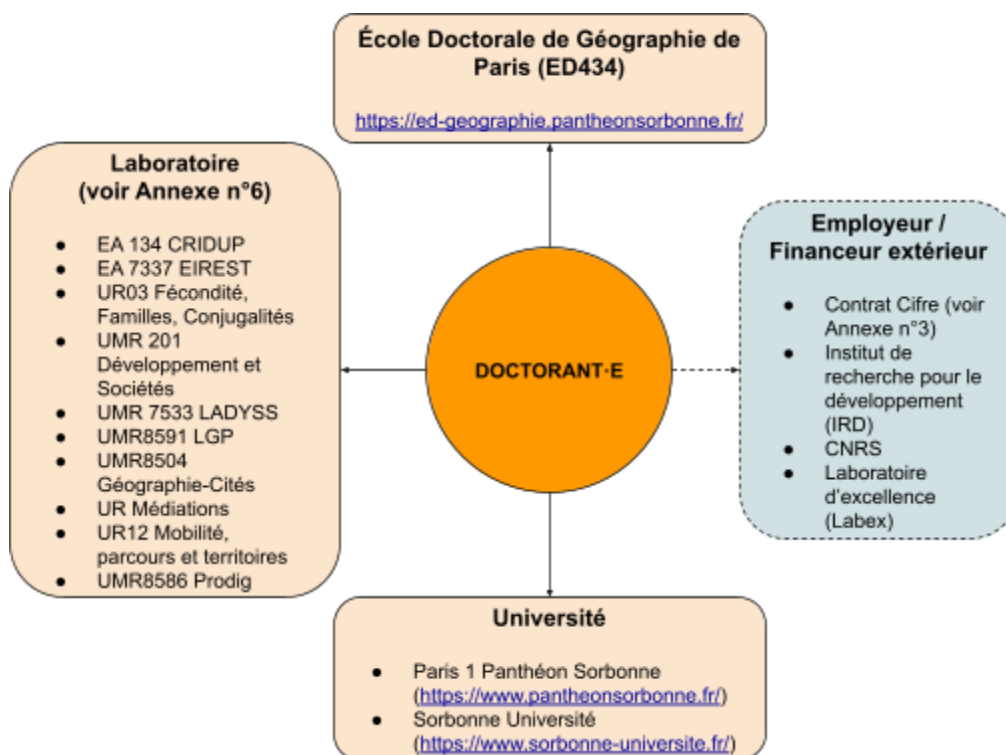 École Doctorale de Géographie de
Paris (ED434)
https://ed-geographie.pantheonsorbonne.fr/
Laboratoire
(voir Annexe n°6)
● EA 134 CRIDUP
● EA 7337 EIREST
● UR03 Fécondité,
Familles, Conjugalités
● UMR 201
Développement et
Sociétés
● UMR 7533 LADYSS
● UMR8591 LGP
● UMR8504
Géographie-Cités
● UR Médiations
● UR12 Mobilité,
parcours et territoires
● UMR8586 Prodig
DOCTORANT·E
Employeur /
Financeur extérieur
● Contrat Cifre (voir
Annexe n°3)
● Institut de
recherche pour le
développement
(IRD)
● CNRS
● Laboratoire
d'excellence
(Labex)
Université
● Paris 1 Panthéon Sorbonne
(https://www.pantheonsorbonne.fr/)
● Sorbonne Université
(https://www.sorbonne-universite.fr/)